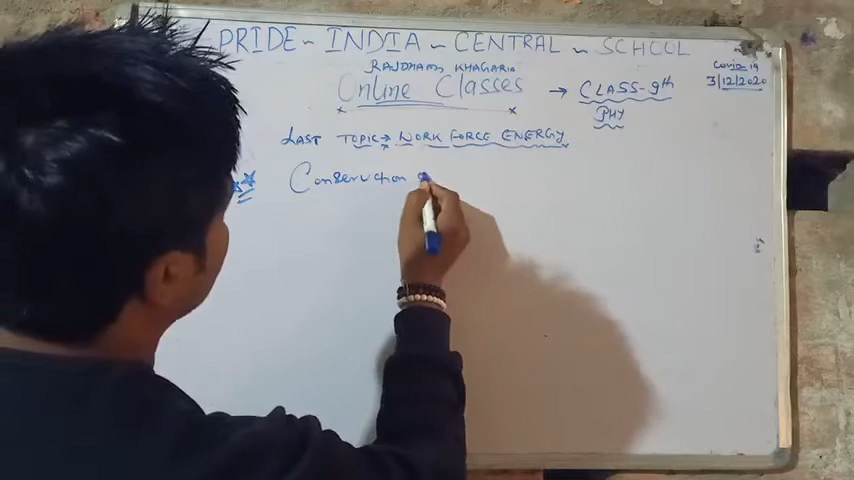 PRIDE ~ INDIA ~ CENTRAL ~ SCHOOL
RAJDHAM, KHAGARIA
Covid 19
3/12/2020
Online Classes → CLASS-9th
PHY
LAST TOPIC → WORK FORCE ENERGY
Conservation